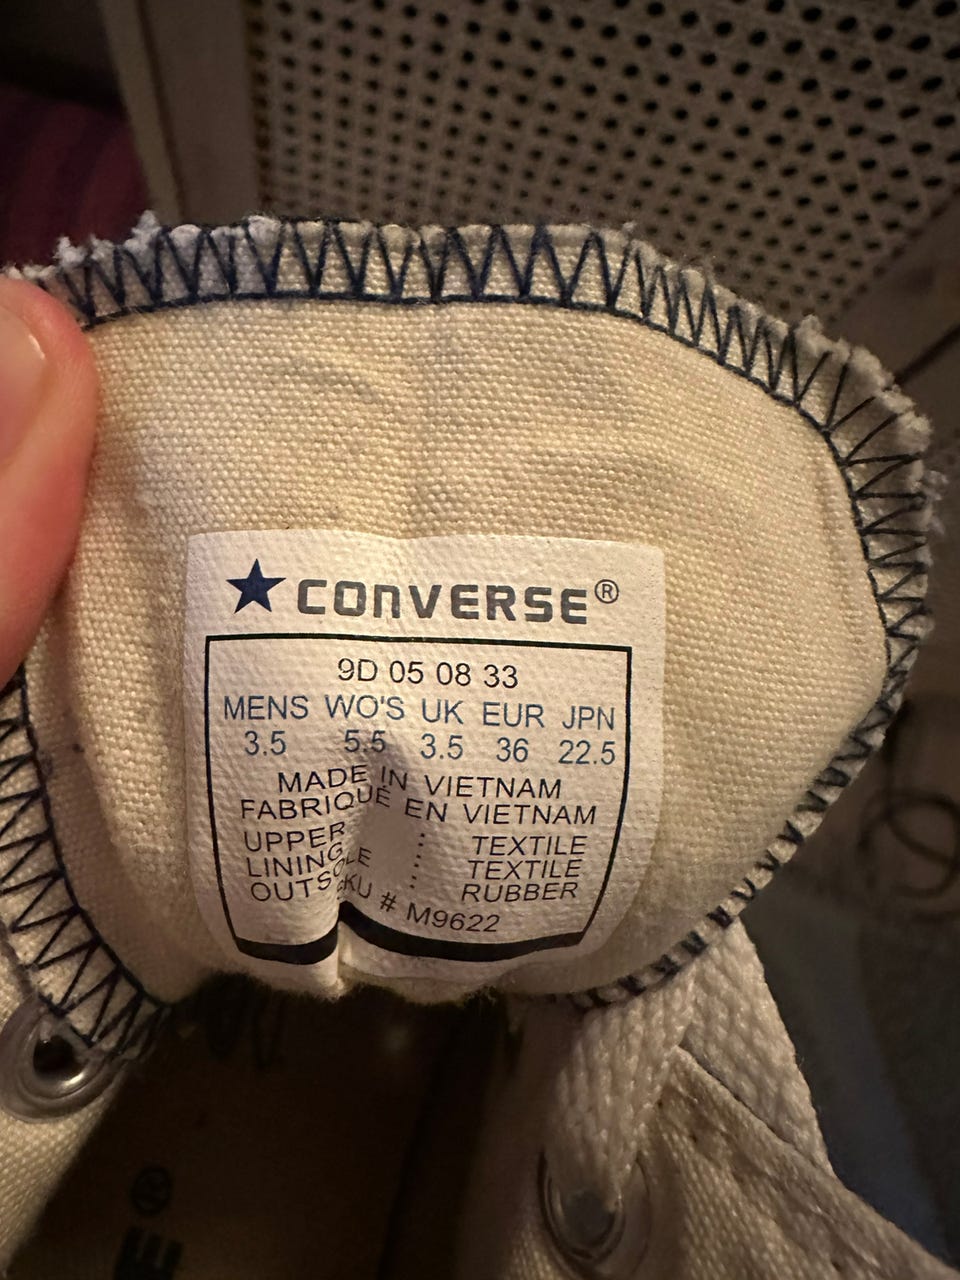 CONVERSE®
9D 05 08 33
MENS WO'S UK EUR JPN
3.5 5.5 3.5 36 22.5
MADE IN VIETNAM
FABRIQUÉ EN VIETNAM
UPPER : TEXTILE
LINING : TEXTILE
OUTSOLE : RUBBER
SKU # M9622
E®